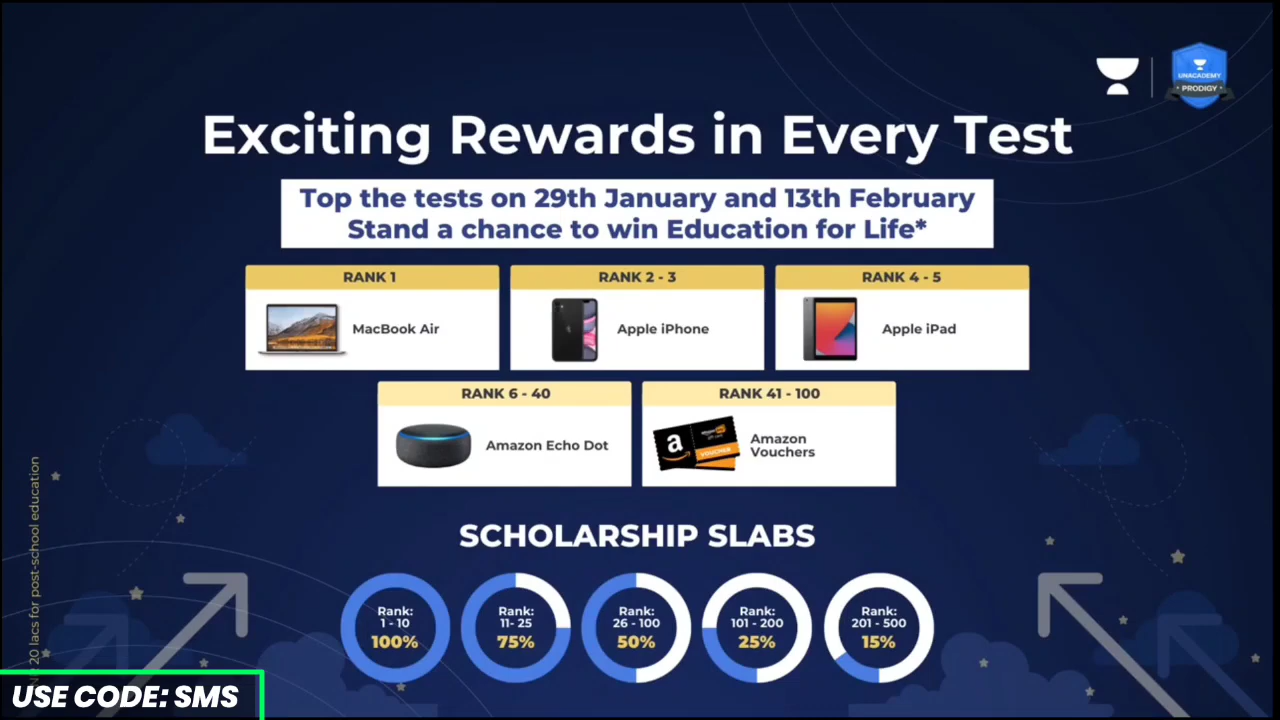 UNACADEMY
PRODIGY
Exciting Rewards in Every Test
Top the tests on 29th January and 13th February
Stand a chance to win Education for Life*
RANK 1
MacBook Air
RANK 2 - 3
Apple iPhone
RANK 4 - 5
Apple iPad
RANK 6 - 40
Amazon Echo Dot
RANK 41 - 100
a
VOUCHER
Amazon
Vouchers
SCHOLARSHIP SLABS
Rank:
1 - 10
100%
Rank:
11- 25
75%
Rank:
26 - 100
50%
Rank:
101 - 200
25%
Rank:
201 - 500
15%
20 lacs for post-school education
USE CODE: SMS